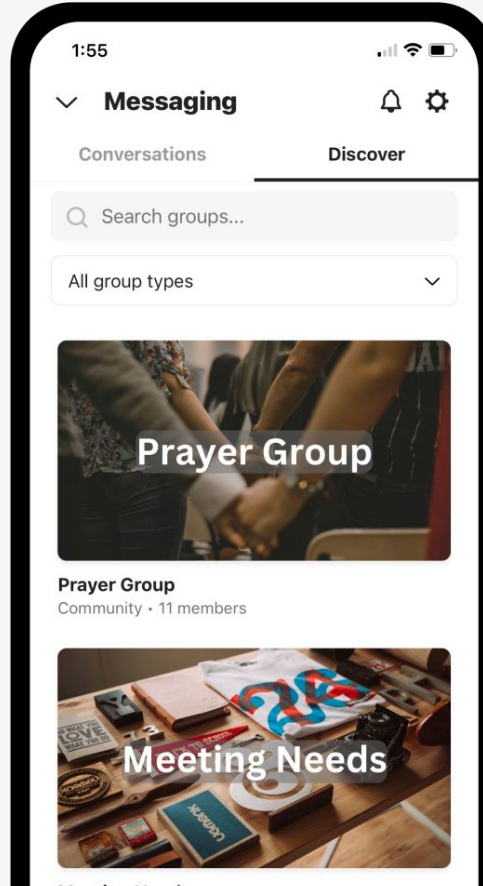 1:55
Messaging
Conversations Discover
Search groups...
All group types
Prayer Group
Prayer Group
Community • 11 members
LOVE
Meeting Needs